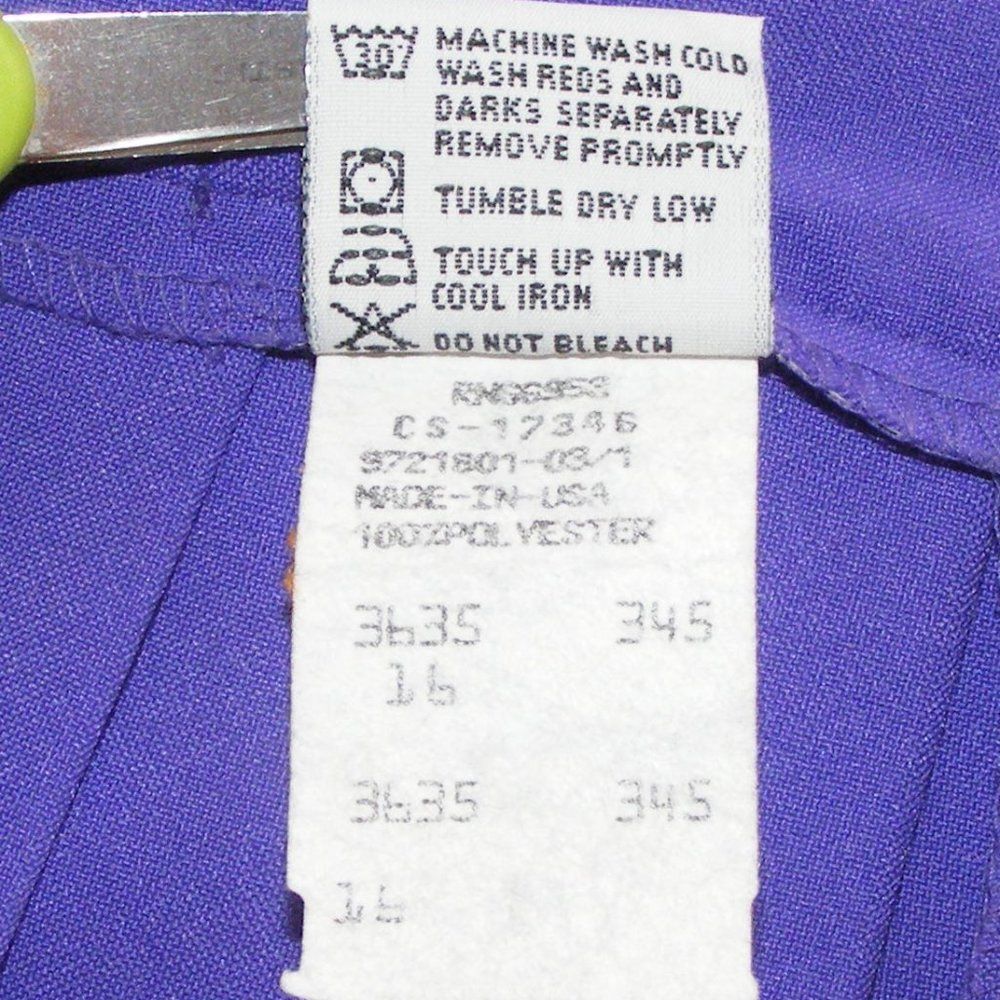 30°
MACHINE WASH COLD
WASH REDS AND
DARKS SEPARATELY
REMOVE PROMPTLY
TUMBLE DRY LOW
TOUCH UP WITH
COOL IRON
DO NOT BLEACH
CS-17346
9721801-03/1
MADE-IN-USA
100%POLYESTER
3635 345
16
3635 345
16